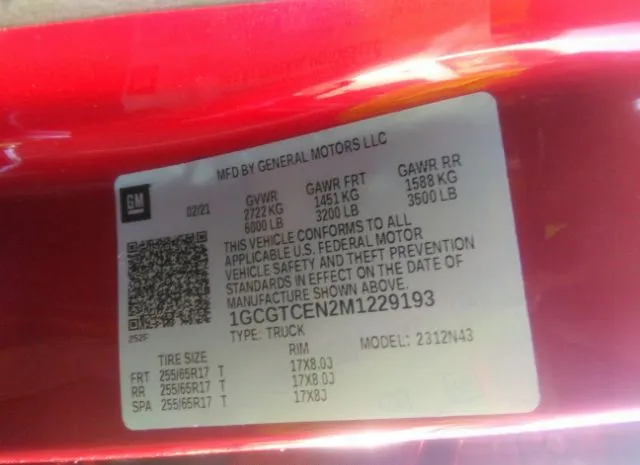 MFD BY GENERAL MOTORS LLC
GM
02/21
GVWR GAWR FRT GAWR RR
2722 KG 1451 KG 1588 KG
6000 LB 3200 LB 3500 LB
THIS VEHICLE CONFORMS TO ALL
APPLICABLE U.S. FEDERAL MOTOR
VEHICLE SAFETY AND THEFT PREVENTION
STANDARDS IN EFFECT ON THE DATE OF
MANUFACTURE SHOWN ABOVE.
1GCGTCEN2M1229193
252F
TYPE: TRUCK MODEL: 2312N43
TIRE SIZE RIM
FRT 255/65R17 T 17X8.0J
RR 255/65R17 T 17X8.0J
SPA 255/65R17 T 17X8J